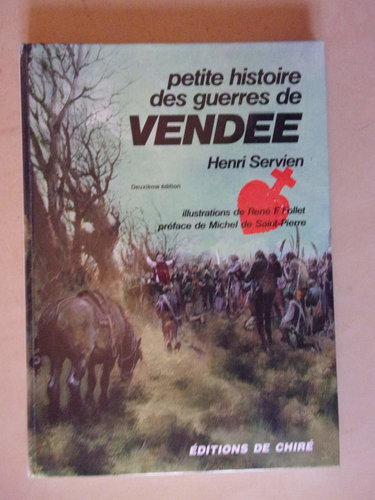 petite histoire
des guerres de
VENDEE
Henri Servien
Deuxième édition
illustrations de René F. Follet
préface de Michel de Saint-Pierre
ÉDITIONS DE CHIRÉ